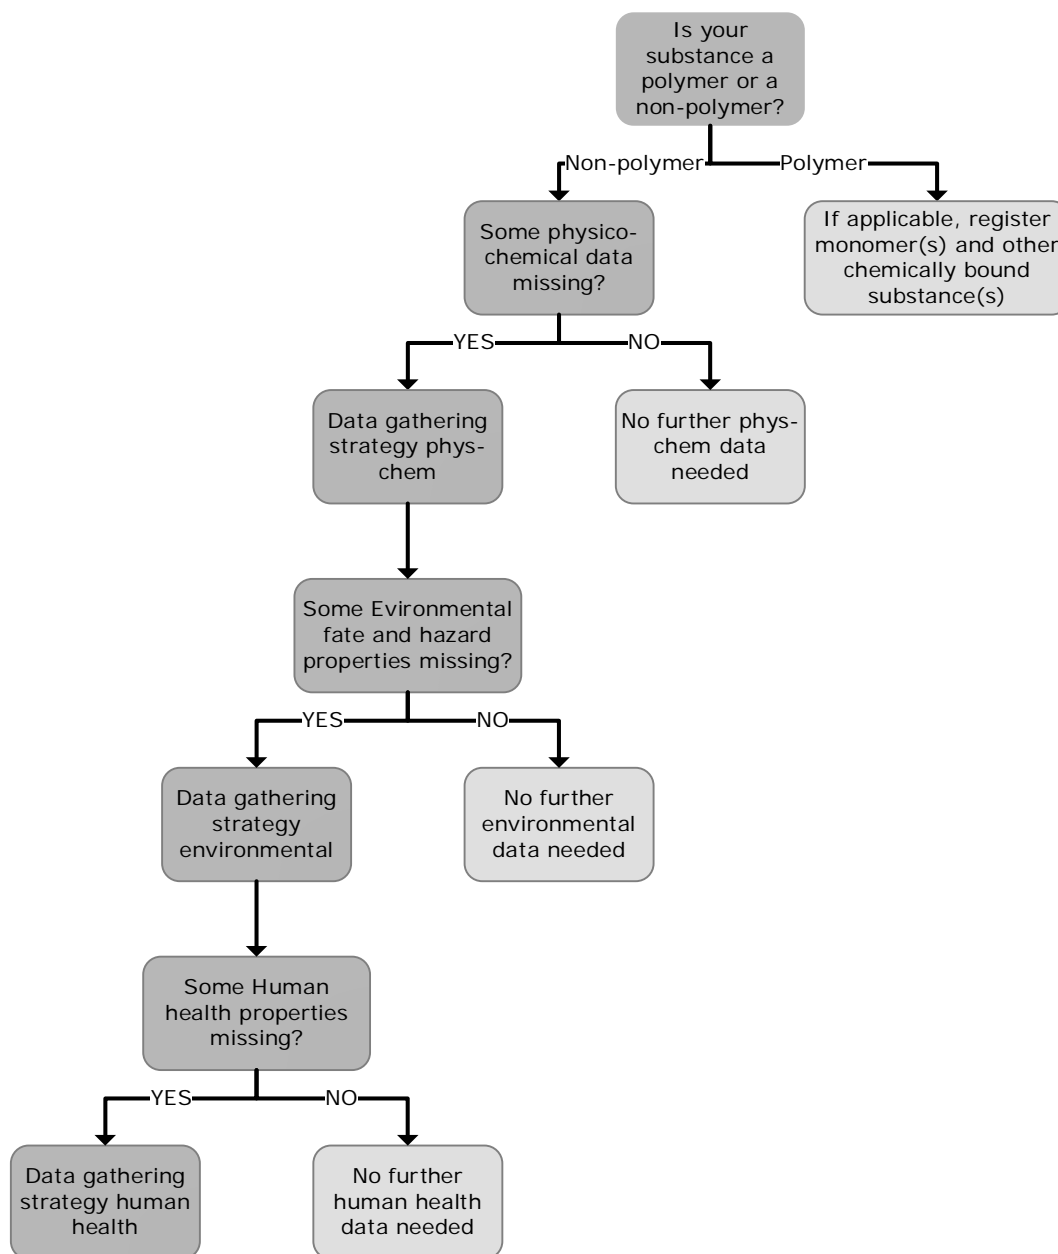 Is your
substance a
polymer or a
non-polymer?
Non-polymer
Polymer
Some physico-
chemical data
missing?
If applicable, register
monomer(s) and other
chemically bound
substance(s)
YES
NO
Data gathering
strategy phys-
chem
No further phys-
chem data
needed
Some Evironmental
fate and hazard
properties missing?
YES
NO
Data gathering
strategy
environmental
No further
environmental
data needed
Some Human
health properties
missing?
YES
NO
Data gathering
strategy human
health
No further
human health
data needed